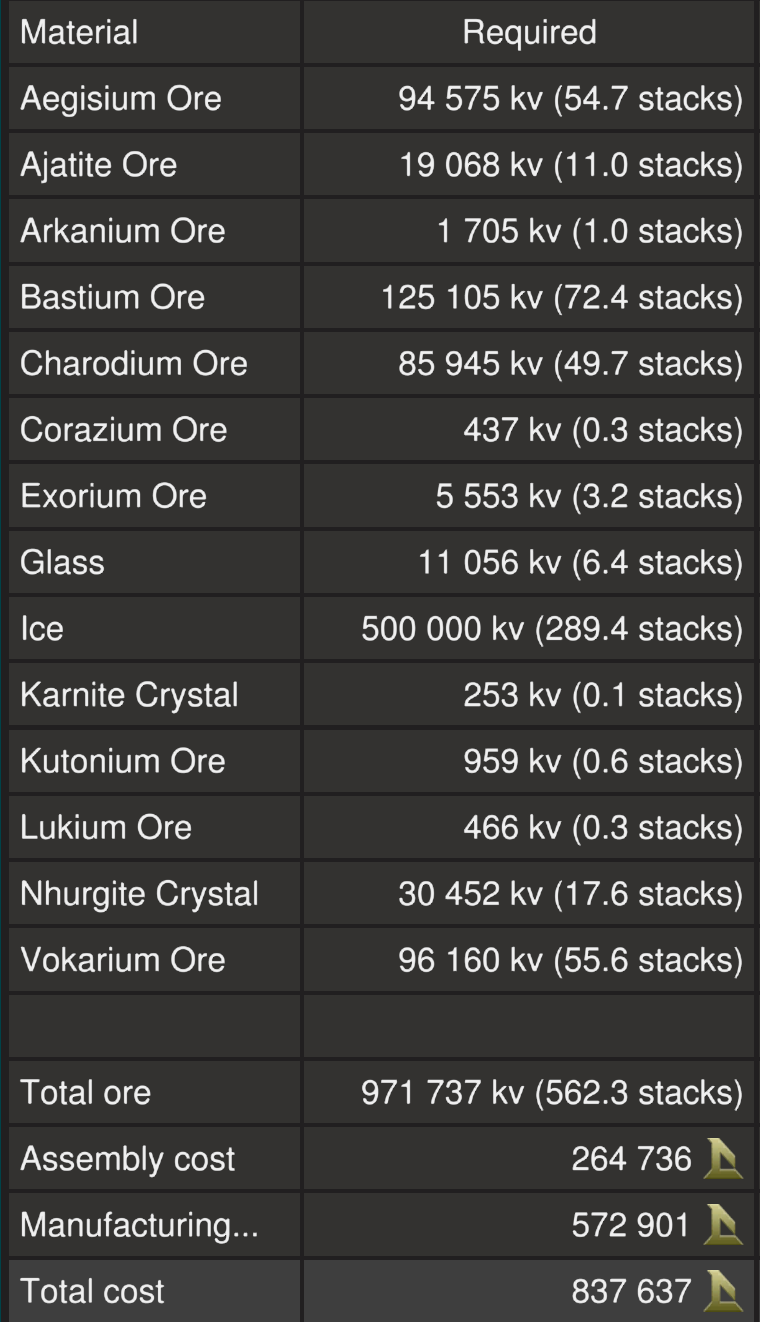 Material Required
Aegisium Ore 94 575 kv (54.7 stacks)
Ajatite Ore 19 068 kv (11.0 stacks)
Arkanium Ore 1 705 kv (1.0 stacks)
Bastium Ore 125 105 kv (72.4 stacks)
Charodium Ore 85 945 kv (49.7 stacks)
Corazium Ore 437 kv (0.3 stacks)
Exorium Ore 5 553 kv (3.2 stacks)
Glass 11 056 kv (6.4 stacks)
Ice 500 000 kv (289.4 stacks)
Karnite Crystal 253 kv (0.1 stacks)
Kutonium Ore 959 kv (0.6 stacks)
Lukium Ore 466 kv (0.3 stacks)
Nhurgite Crystal 30 452 kv (17.6 stacks)
Vokarium Ore 96 160 kv (55.6 stacks)
Total ore 971 737 kv (562.3 stacks)
Assembly cost 264 736
Manufacturing... 572 901
Total cost 837 637